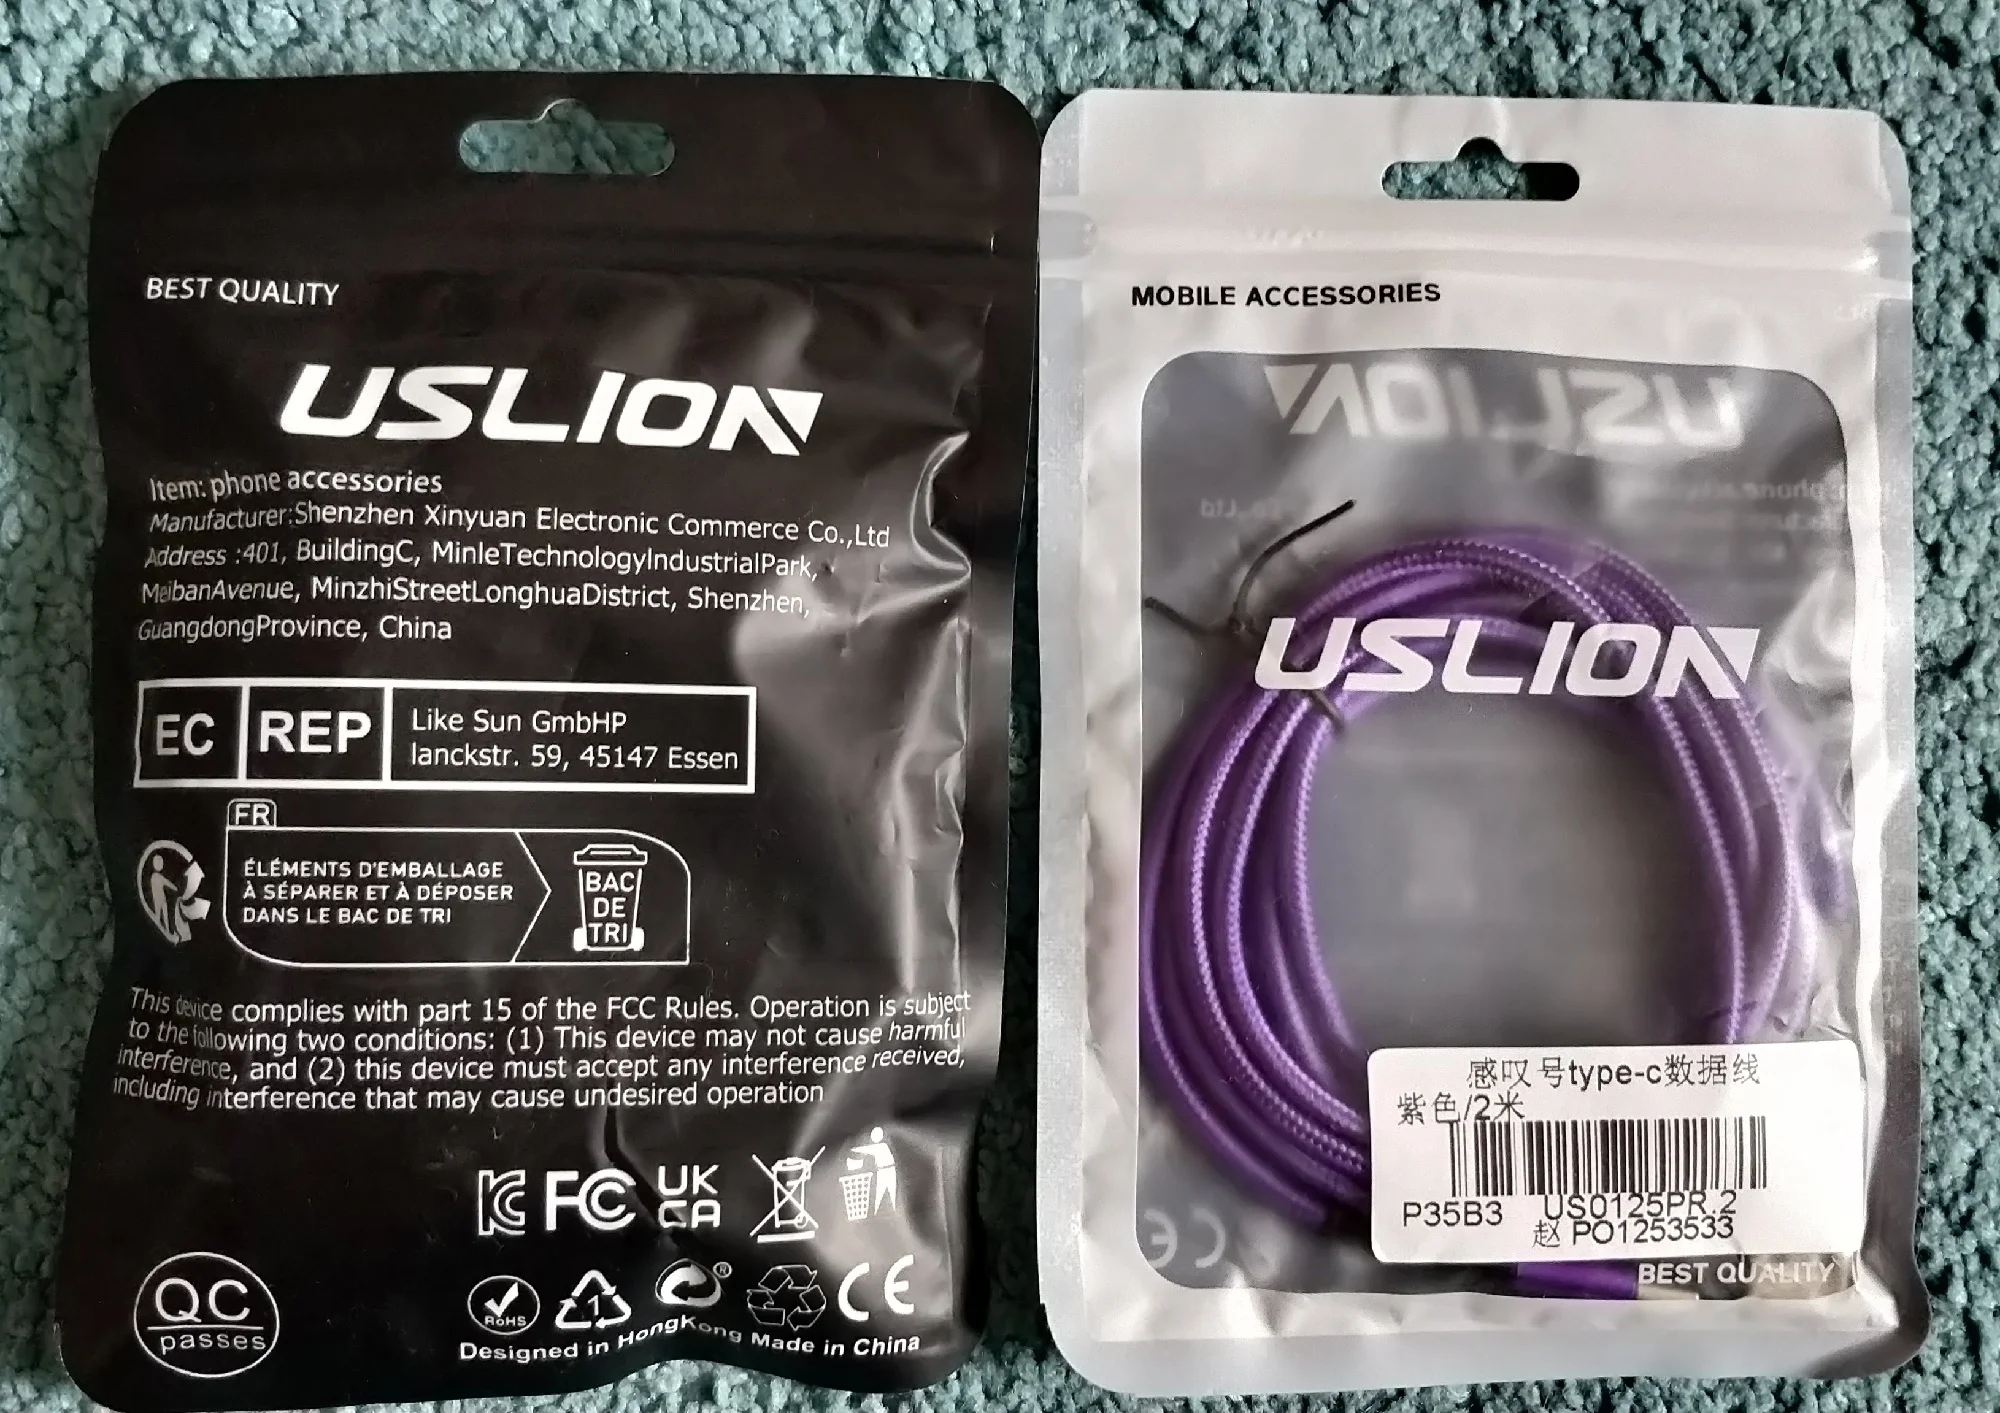 BEST QUALITY
USLION
Item: phone accessories
Manufacturer:Shenzhen Xinyuan Electronic Commerce Co.,Ltd
Address :401, BuildingC, MinleTechnologyIndustrialPark,
MeibanAvenue, MinzhiStreetLonghuaDistrict, Shenzhen,
GuangdongProvince, China
EC REP
Like Sun GmbHP
lanckstr. 59, 45147 Essen
FR
ÉLÉMENTS D'EMBALLAGE
À SÉPARER ET À DÉPOSER
DANS LE BAC DE TRI
BAC
DE
TRI
This device complies with part 15 of the FCC Rules. Operation is subject
to the following two conditions: (1) This device may not cause harmful
interference, and (2) this device must accept any interference received,
including interference that may cause undesired operation
FC
UK
CA
QC
passes
RoHS
1
®
CE
Designed in HongKong Made in China
MOBILE ACCESSORIES
USLION
USLION
感叹号type-c数据线
紫色/2米
P35B3 US0125PR.2
赵 PO1253533
BEST QUALITY